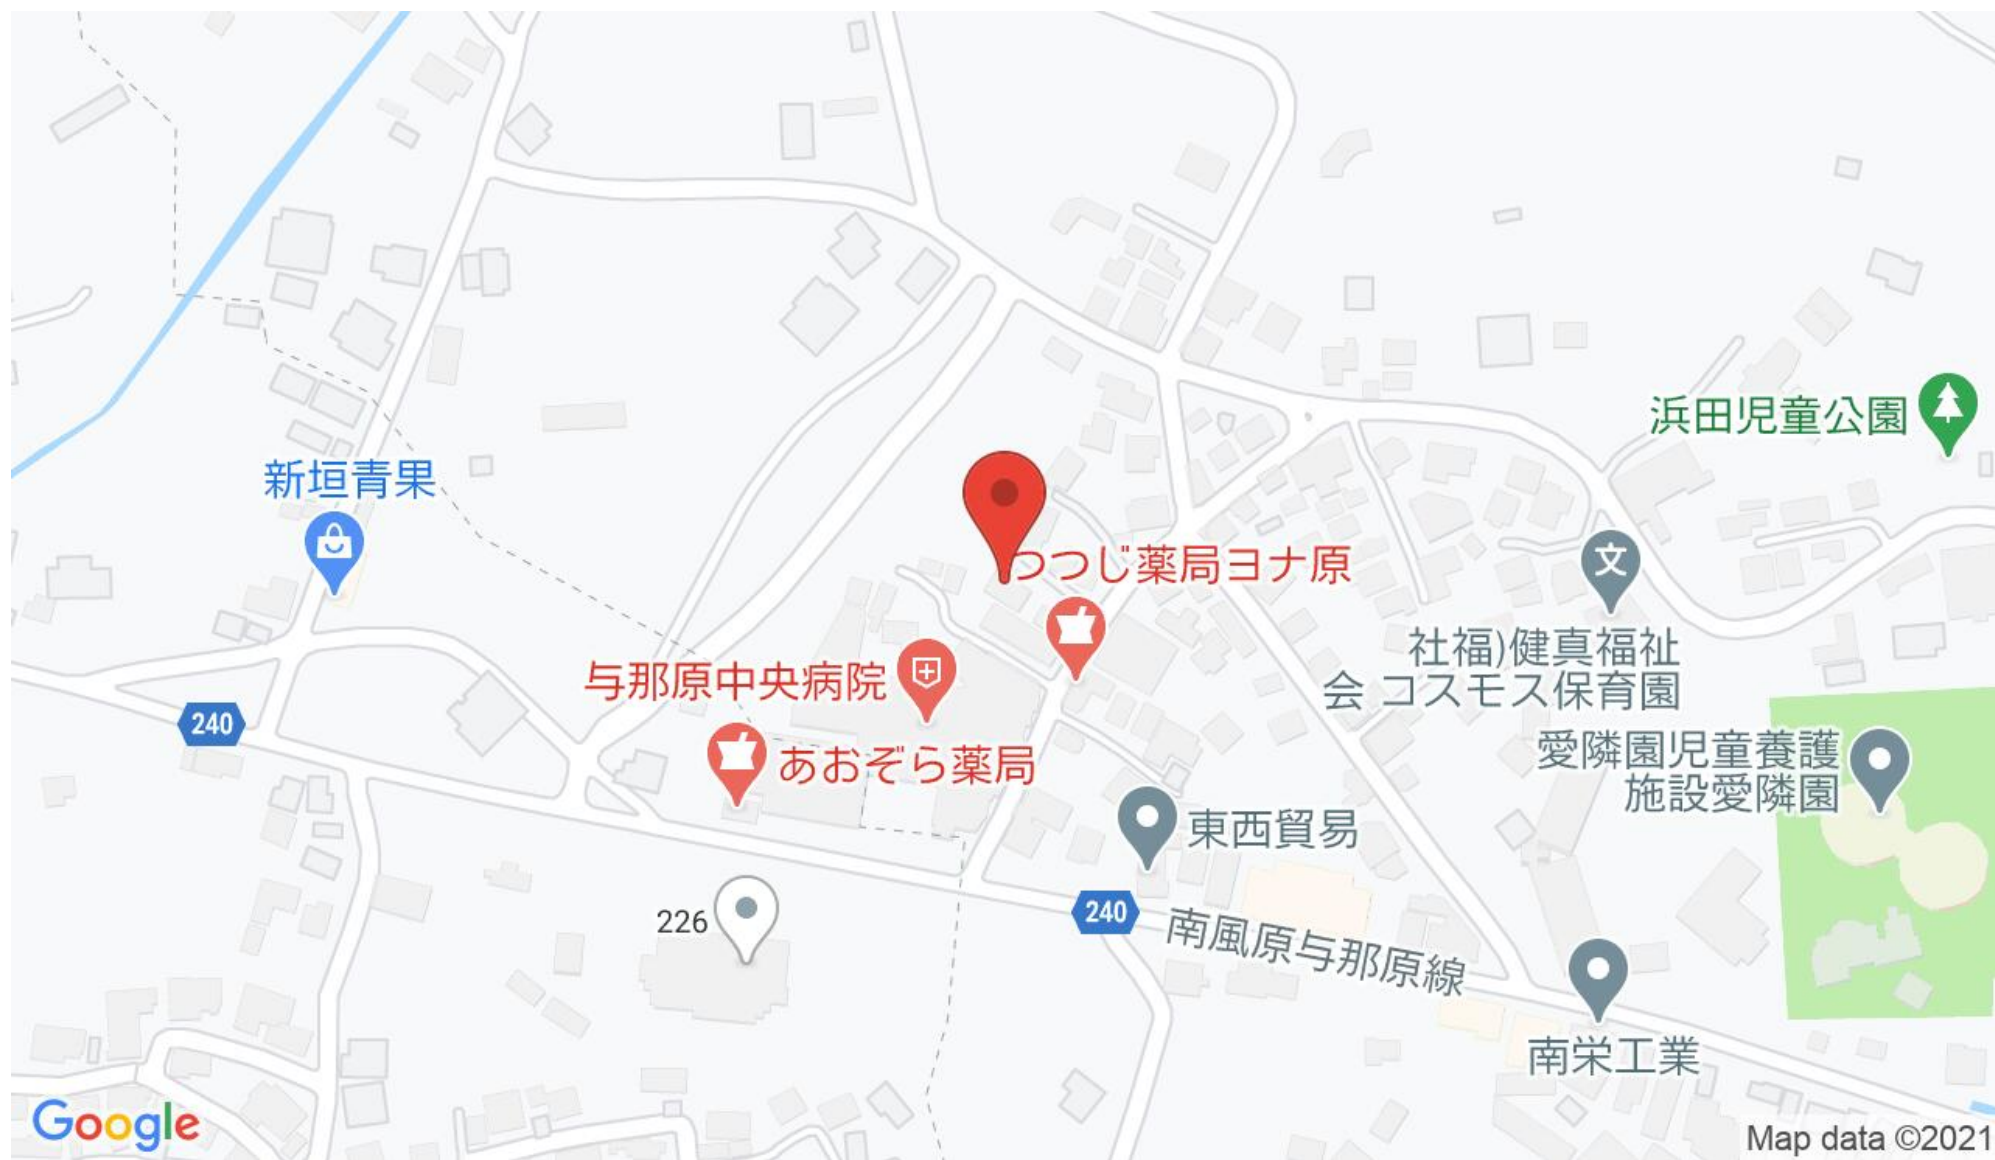 浜田児童公園
新垣青果
文
つつじ薬局ヨナ原
社福)健真福祉
会 コスモス保育園
与那原中央病院
240
あおぞら薬局
愛隣園児童養護
施設愛隣園
東西貿易
226
240
南風原与那原線
南栄工業
Google
Map data ©2021